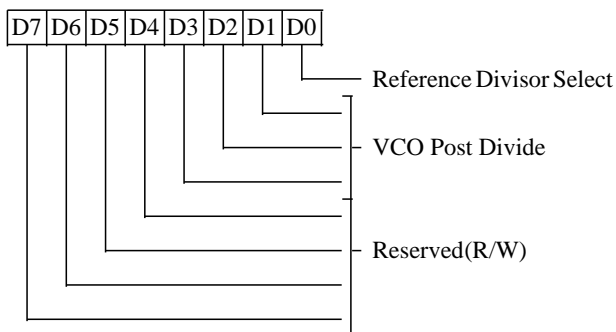 D7 D6 D5 D4 D3 D2 D1 D0
Reference Divisor Select
VCO Post Divide
Reserved (R/W)